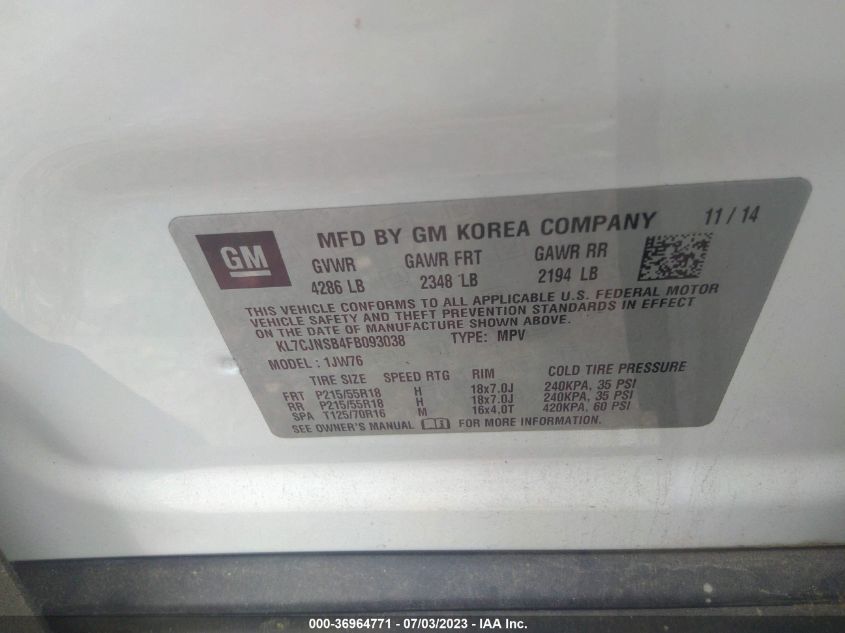 GM
MFD BY GM KOREA COMPANY 11 / 14
GVWR GAWR FRT GAWR RR
4286 LB 2348 LB 2194 LB
THIS VEHICLE CONFORMS TO ALL APPLICABLE U.S. FEDERAL MOTOR
VEHICLE SAFETY AND THEFT PREVENTION STANDARDS IN EFFECT
ON THE DATE OF MANUFACTURE SHOWN ABOVE.
KL7CJNSB4FB093038 TYPE: MPV
MODEL : 1JW76
TIRE SIZE SPEED RTG RIM COLD TIRE PRESSURE
FRT P215/55R18 H 18x7.0J 240KPA, 35 PSI
RR P215/55R18 H 18x7.0J 240KPA, 35 PSI
SPA T125/70R16 M 16x4.0T 420KPA, 60 PSI
SEE OWNER'S MANUAL FOR MORE INFORMATION.
000-36964771 - 07/03/2023 - IAA Inc.